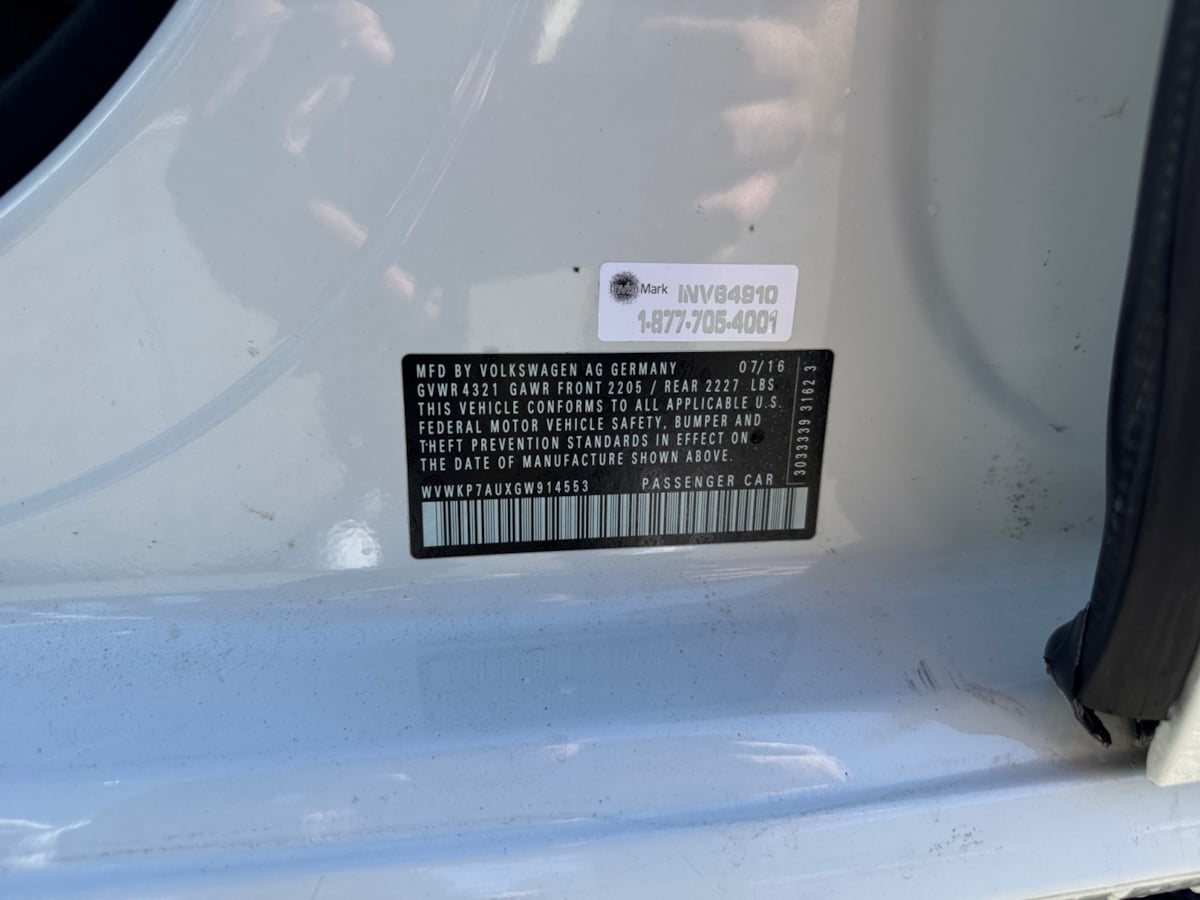 Mark INV64910
1-877-705-4001
MFD BY VOLKSWAGEN AG GERMANY 07/16
GVWR 4321 GAWR FRONT 2205 / REAR 2227 LBS
THIS VEHICLE CONFORMS TO ALL APPLICABLE U.S.
FEDERAL MOTOR VEHICLE SAFETY, BUMPER AND
THEFT PREVENTION STANDARDS IN EFFECT ON
THE DATE OF MANUFACTURE SHOWN ABOVE.
WVWKP7AUXGW914553 PASSENGER CAR
3033339 3162 3